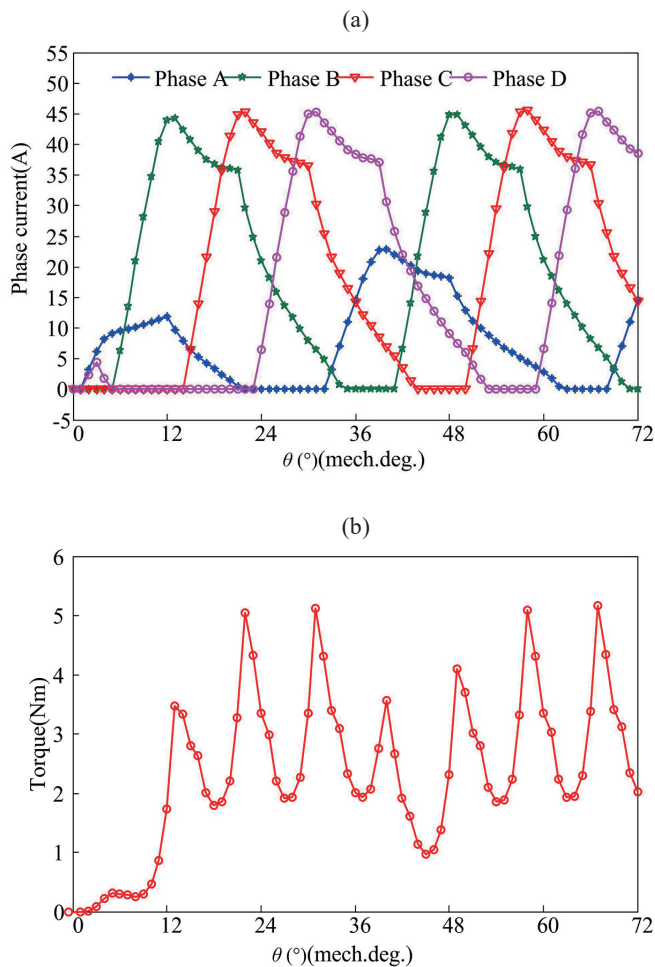 (a)
55
50
45
40
35
30
25
20
15
10
5
0
-5
Phase A
Phase B
Phase C
Phase D
Phase current(A)
0 12 24 36 48 60 72
θ (°)(mech.deg.)
(b)
6
5
4
3
2
1
0
Torque(Nm)
0 12 24 36 48 60 72
θ (°)(mech.deg.)